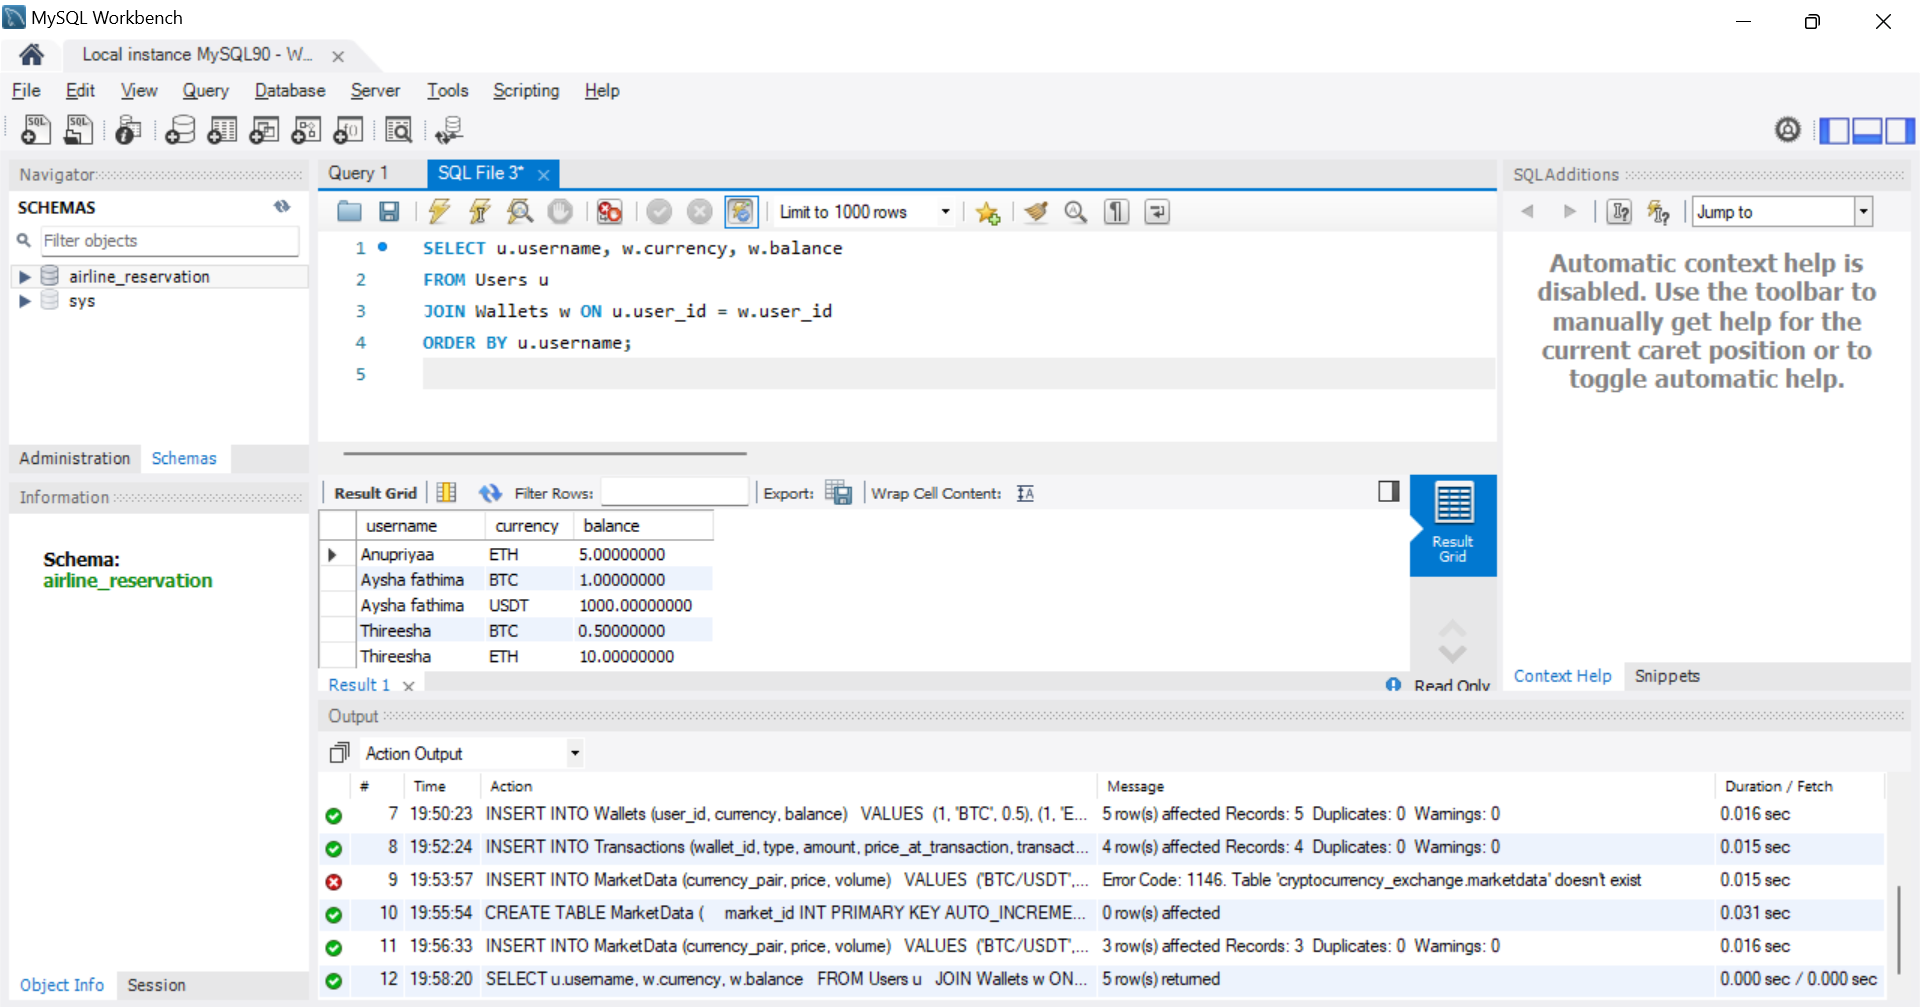 MySQL Workbench
Local instance MySQL90 - W...
File Edit View Query Database Server Tools Scripting Help
Navigator
SCHEMAS
Filter objects
airline_reservation
sys
Administration Schemas
Information
Schema:
airline_reservation
Object Info Session
Query 1 SQL File 3*
Limit to 1000 rows
1 SELECT u.username, w.currency, w.balance
2 FROM Users u
3 JOIN Wallets w ON u.user_id = w.user_id
4 ORDER BY u.username;
5
Result Grid Filter Rows: Export: Wrap Cell Content:
username currency balance
Anupriyaa ETH 5.00000000
Aysha fathima BTC 1.00000000
Aysha fathima USDT 1000.00000000
Thireesha BTC 0.50000000
Thireesha ETH 10.00000000
Result 1
Read Only
Result
Grid
SQLAdditions
Jump to
Automatic context help is
disabled. Use the toolbar to
manually get help for the
current caret position or to
toggle automatic help.
Context Help Snippets
Output
Action Output
# Time Action Message Duration / Fetch
7 19:50:23 INSERT INTO Wallets (user_id, currency, balance) VALUES (1, 'BTC', 0.5), (1, 'E... 5 row(s) affected Records: 5 Duplicates: 0 Warnings: 0 0.016 sec
8 19:52:24 INSERT INTO Transactions (wallet_id, type, amount, price_at_transaction, transact... 4 row(s) affected Records: 4 Duplicates: 0 Warnings: 0 0.015 sec
9 19:53:57 INSERT INTO MarketData (currency_pair, price, volume) VALUES ('BTC/USDT',... Error Code: 1146. Table 'cryptocurrency_exchange.marketdata' doesn't exist 0.015 sec
10 19:55:54 CREATE TABLE MarketData ( market_id INT PRIMARY KEY AUTO_INCREME... 0 row(s) affected 0.031 sec
11 19:56:33 INSERT INTO MarketData (currency_pair, price, volume) VALUES ('BTC/USDT',... 3 row(s) affected Records: 3 Duplicates: 0 Warnings: 0 0.016 sec
12 19:58:20 SELECT u.username, w.currency, w.balance FROM Users u JOIN Wallets w ON... 5 row(s) returned 0.000 sec / 0.000 sec